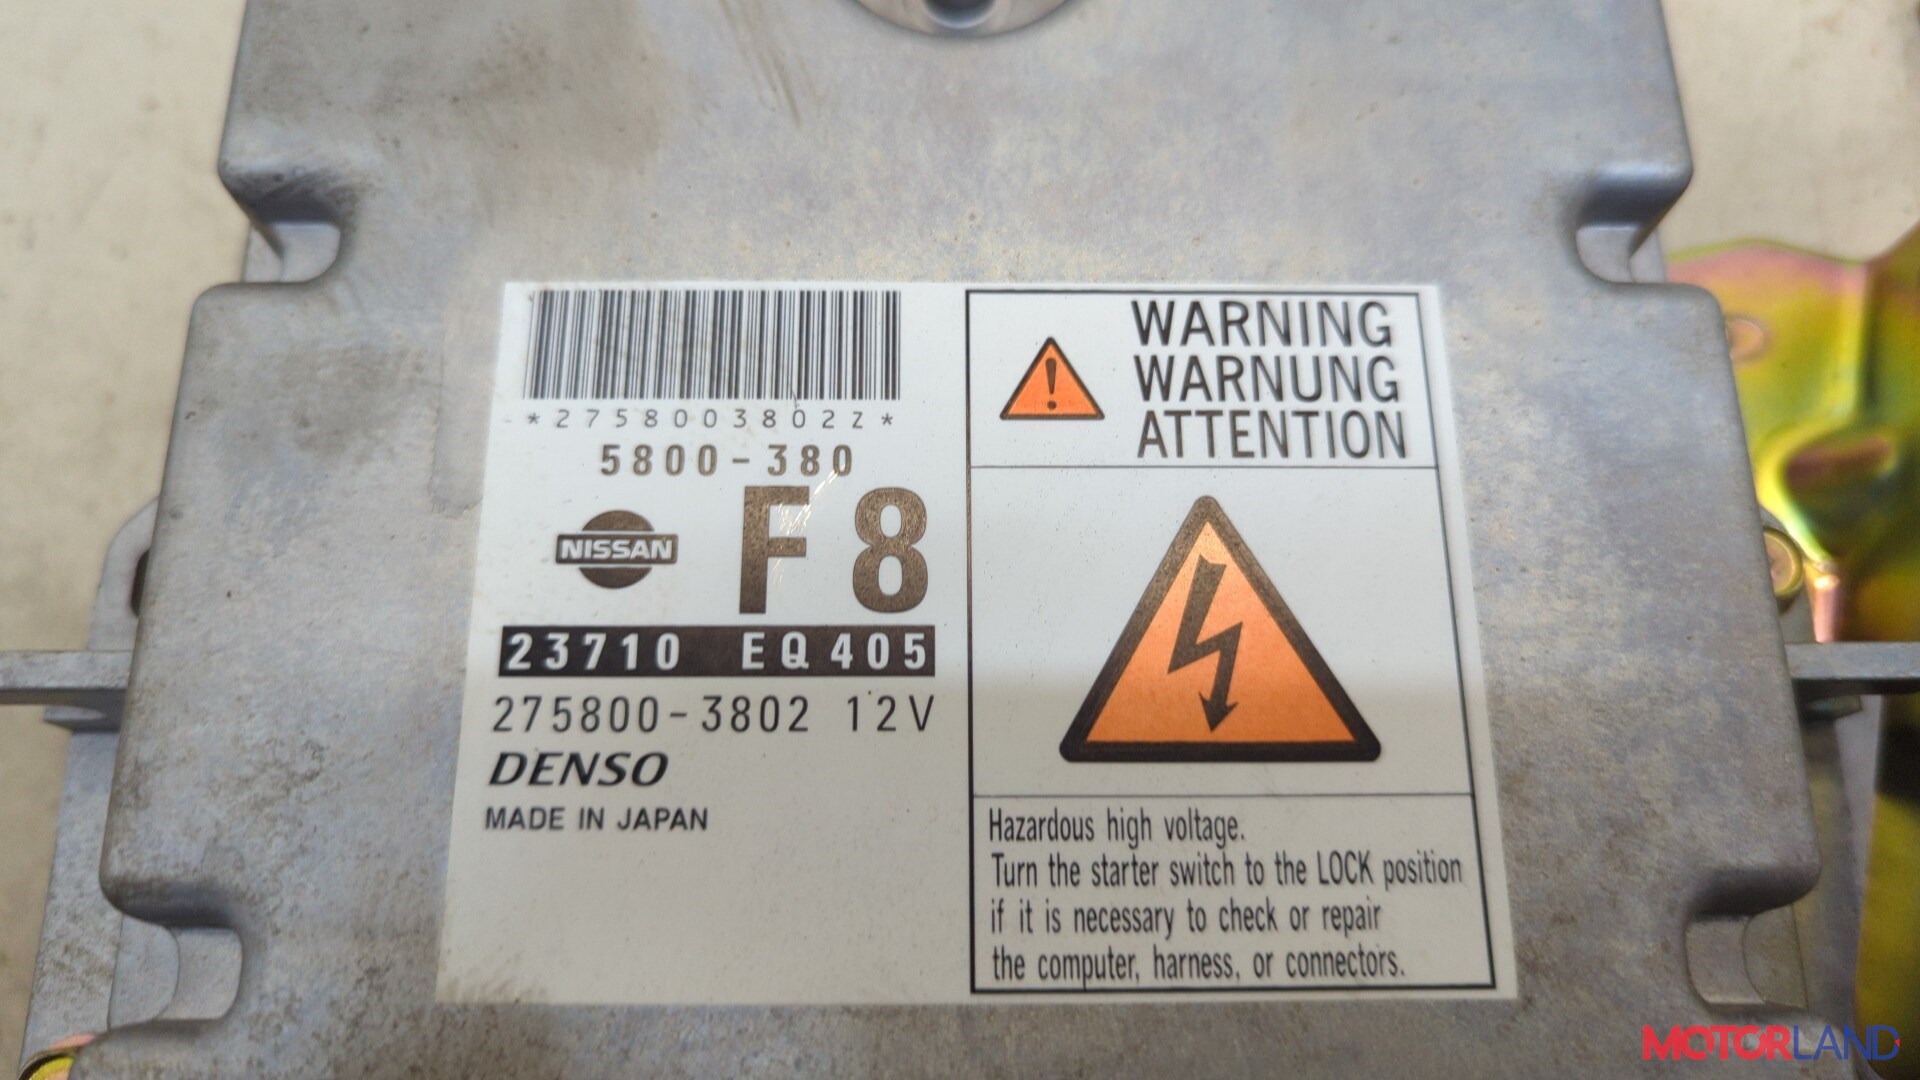 *2758003802Z*
5800-380
NISSAN
F8
23710 EQ405
275800-3802 12V
DENSO
MADE IN JAPAN
WARNING
WARNUNG
ATTENTION
Hazardous high voltage.
Turn the starter switch to the LOCK position
if it is necessary to check or repair
the computer, harness, or connectors.
MOTORLAND